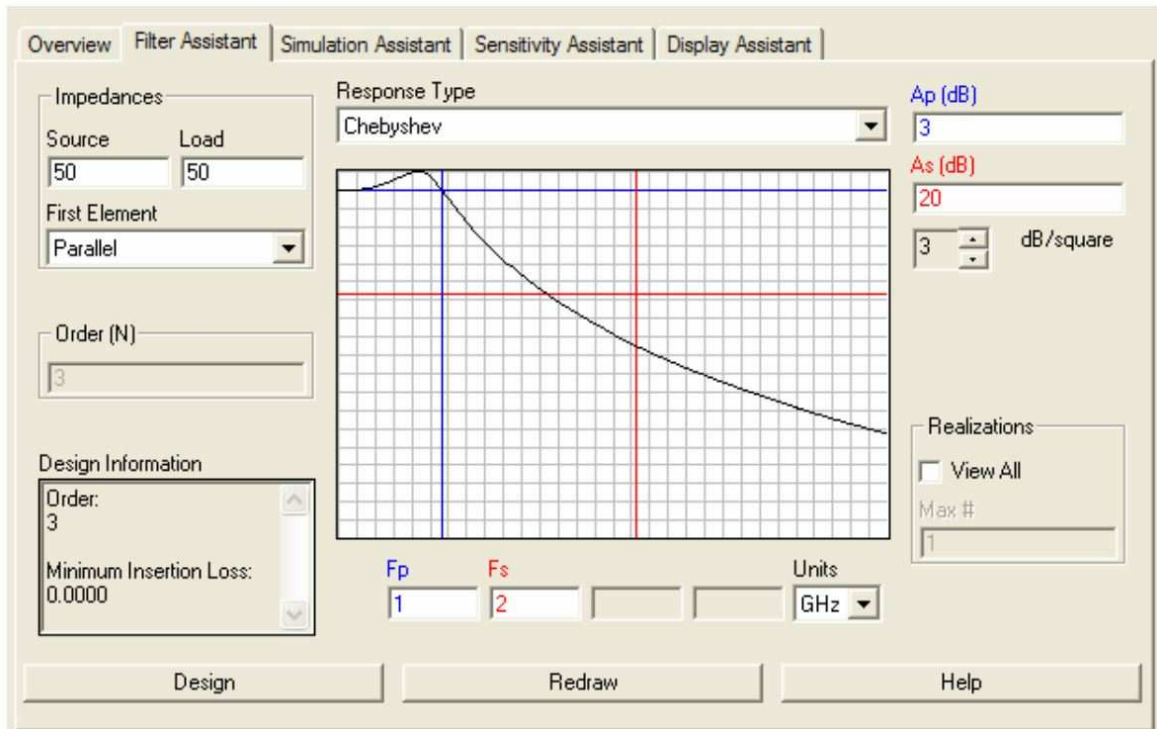 Overview Filter Assistant Simulation Assistant Sensitivity Assistant Display Assistant
Impedances
Source Load
50 50
First Element
Parallel
Order (N)
3
Design Information
Order:
3
Minimum Insertion Loss:
0.0000
Response Type
Chebyshev
Fp Fs Units
1 2 GHz
Ap (dB)
3
As (dB)
20
3 dB/square
Realizations
View All
Max #
1
Design Redraw Help